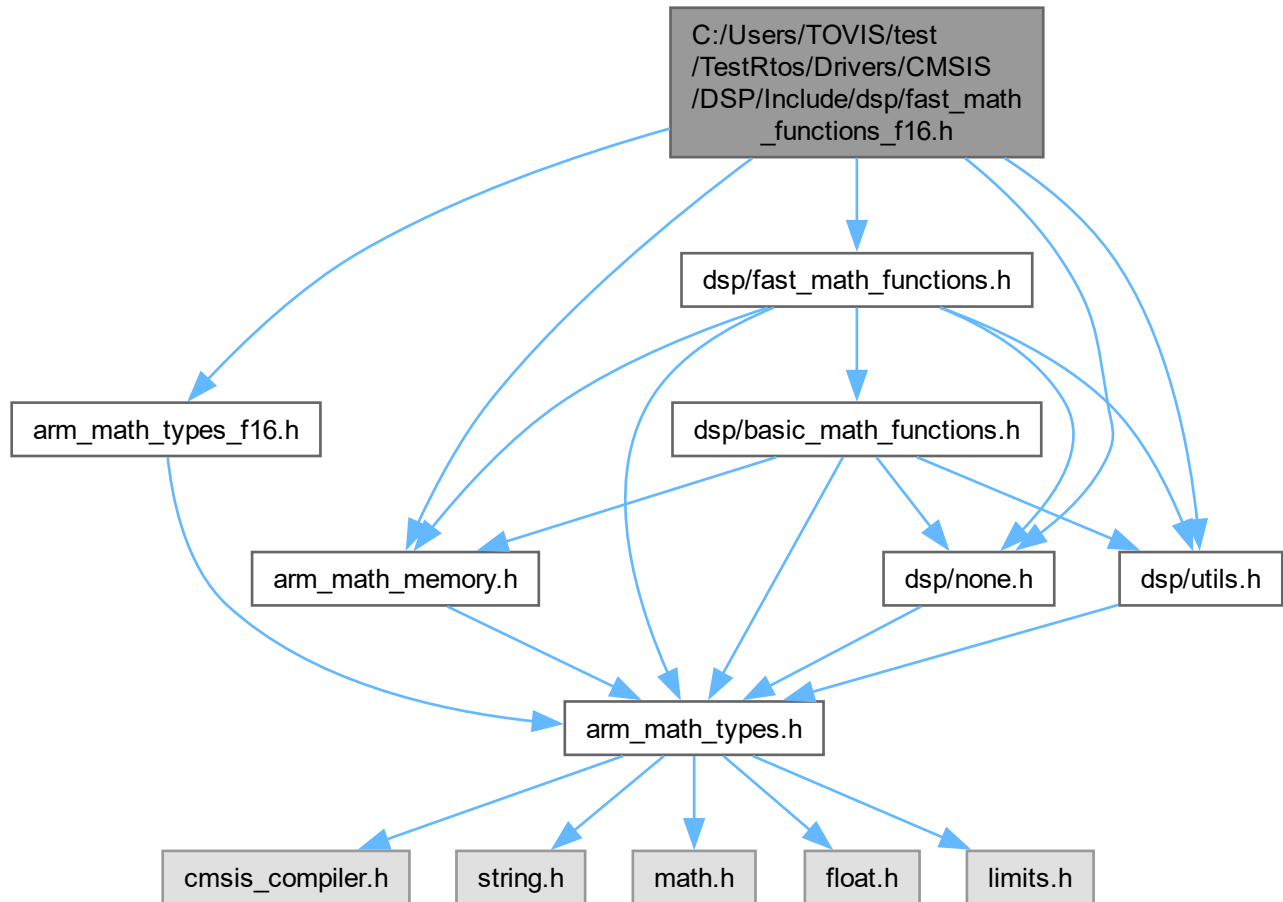 C:/Users/TOVIS/test
/TestRtos/Drivers/CMSIS
/DSP/Include/dsp/fast_math
_functions_f16.h
dsp/fast_math_functions.h
arm_math_types_f16.h
dsp/basic_math_functions.h
arm_math_memory.h
dsp/none.h
dsp/utils.h
arm_math_types.h
cmsis_compiler.h
string.h
math.h
float.h
limits.h